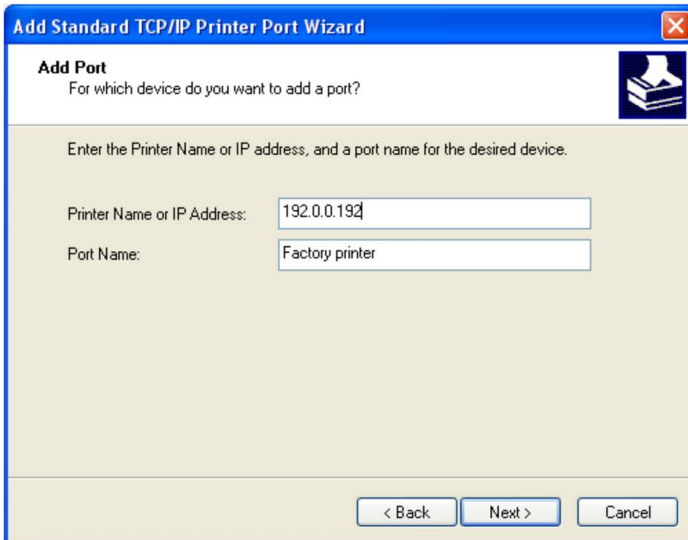 Add Standard TCP/IP Printer Port Wizard
Add Port
For which device do you want to add a port?
Enter the Printer Name or IP address, and a port name for the desired device.
Printer Name or IP Address: 192.0.0.192
Port Name: Factory printer
< Back Next > Cancel